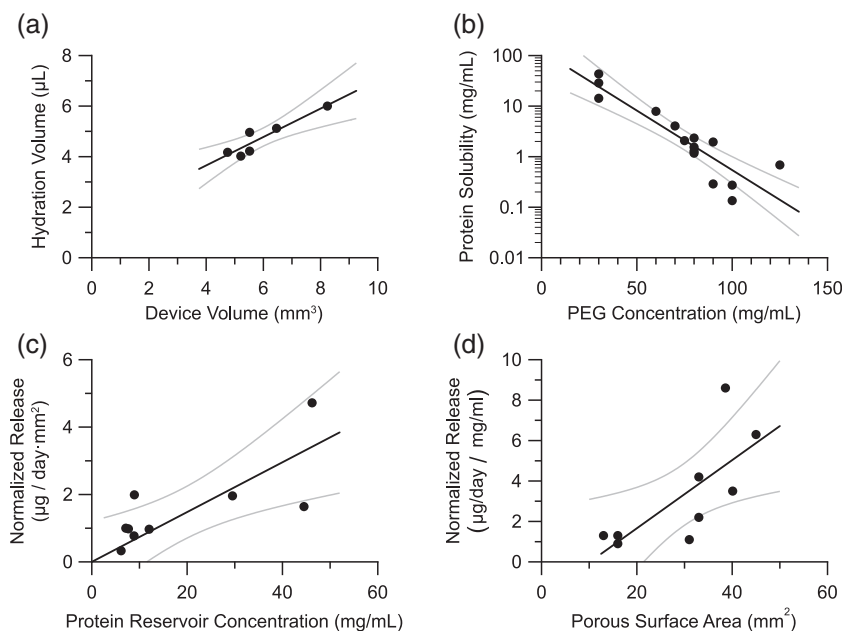 (a)
Hydration Volume (µL)
8
6
4
2
0
0 2 4 6 8 10
Device Volume (mm³)
(b)
Protein Solubility (mg/mL)
100
10
1
0.1
0.01
0 50 100 150
PEG Concentration (mg/mL)
(c)
Normalized Release
(µg / day·mm²)
6
4
2
0
0 20 40 60
Protein Reservoir Concentration (mg/mL)
(d)
Normalized Release
(µg/day / mg/ml)
10
8
6
4
2
0
0 20 40 60
Porous Surface Area (mm²)